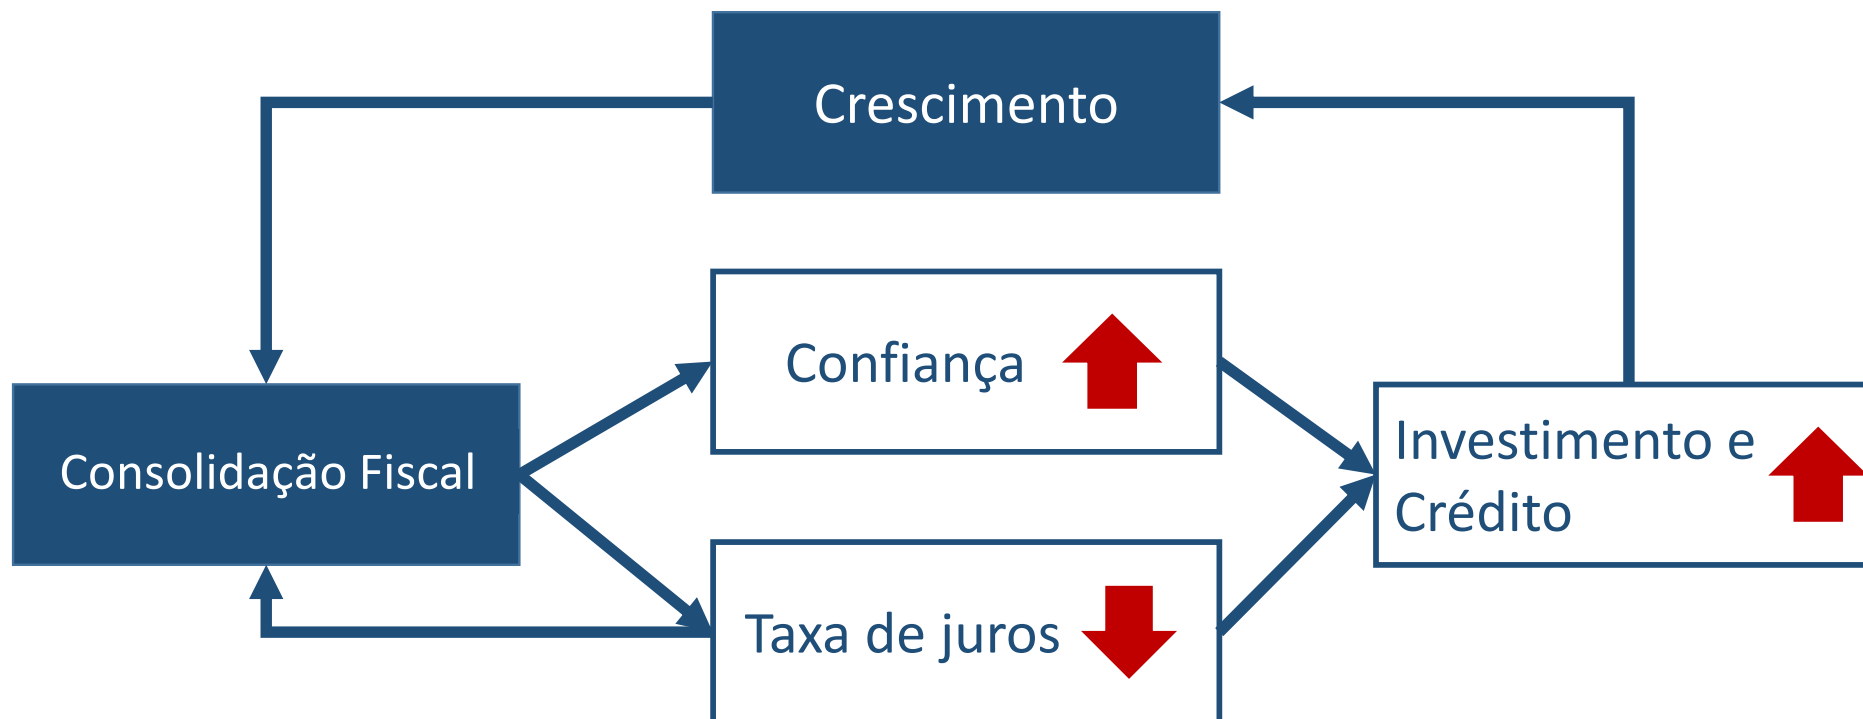 Crescimento
Confiança
Consolidação Fiscal
Investimento e
Crédito
Taxa de juros